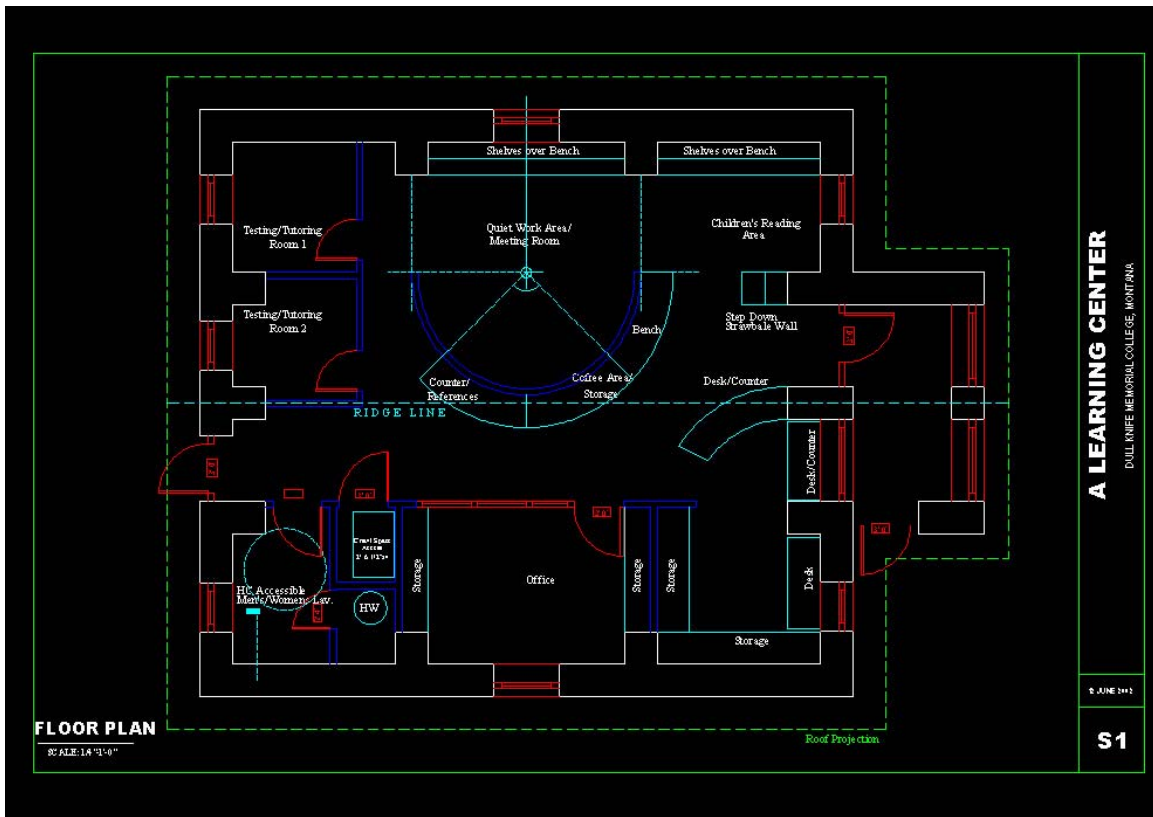 Shelves over Bench
Shelves over Bench
Testing/Tutoring
Room 1
Quiet Work Area/
Meeting Room
Children's Reading
Area
Testing/Tutoring
Room 2
Step Down
Strawbale Wall
Bench
Counter/
References
Coffee Area/
Storage
Desk/Counter
RIDGE LINE
Desk/Counter
Storage
Office
Storage
Storage
Desk
HC Accessible
Men's/Womens Lav.
HW
Storage
FLOOR PLAN
Roof Projection
A LEARNING CENTER
DULL KNIFE MEMORIAL COLLEGE, MONTANA
S1